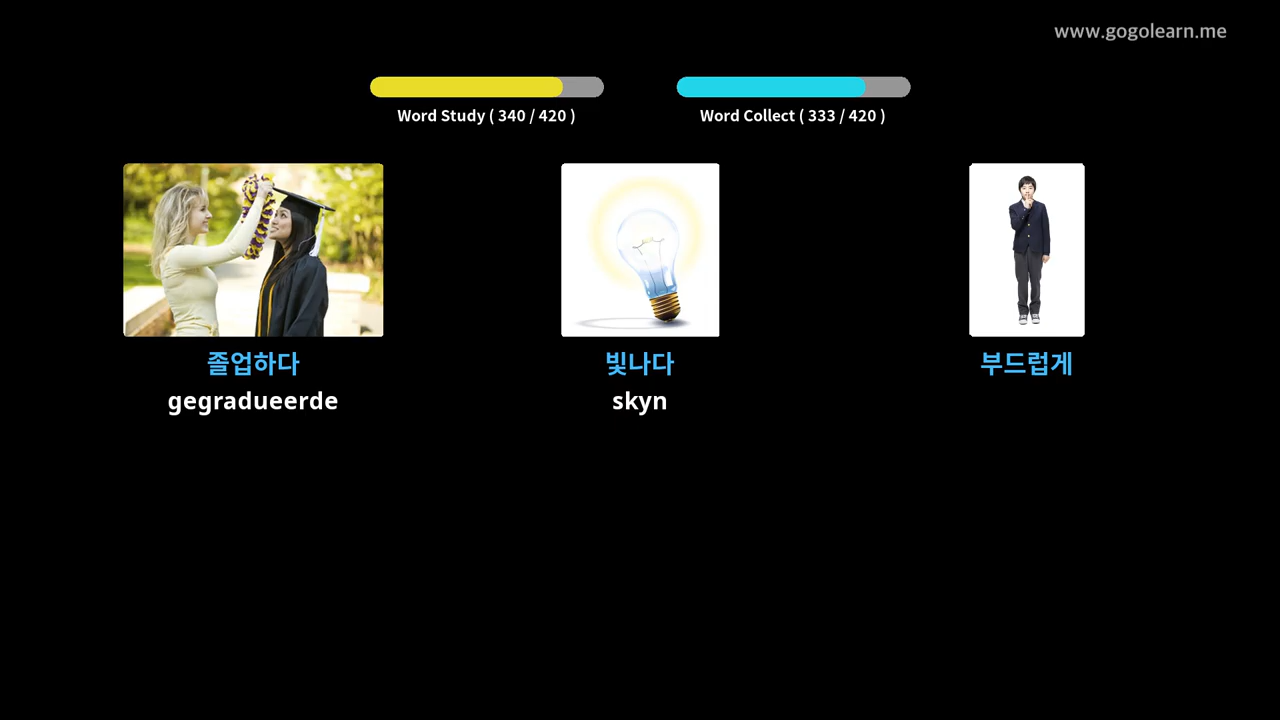 www.gogolearn.me
Word Study ( 340 / 420 )
Word Collect ( 333 / 420 )
졸업하다
gegradueerde
빛나다
skyn
부드럽게